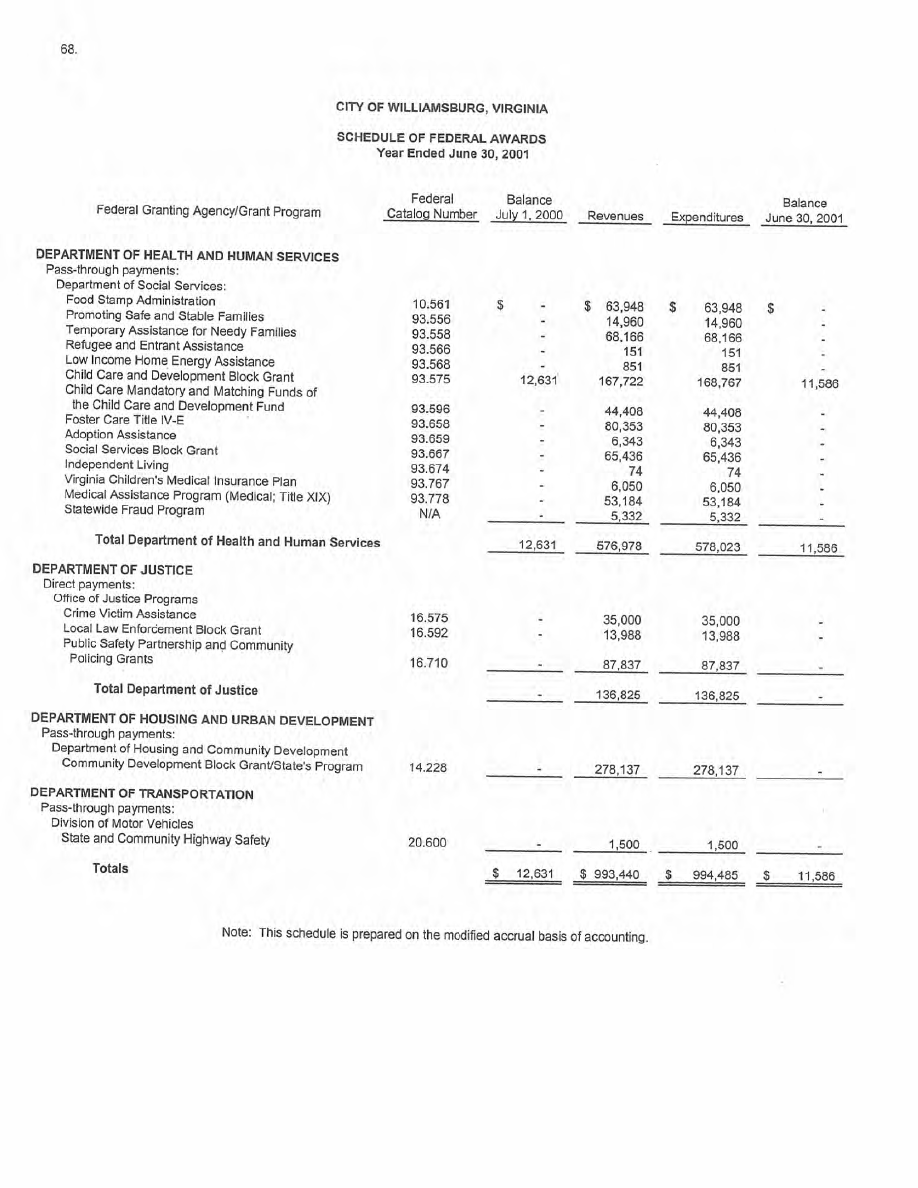 68.
CITY OF WILLIAMSBURG, VIRGINIA
SCHEDULE OF FEDERAL AWARDS
Year Ended June 30, 2001
Federal Balance Balance
Federal Granting Agency/Grant Program Catalog Number July 1, 2000 Revenues Expenditures June 30, 2001
DEPARTMENT OF HEALTH AND HUMAN SERVICES
Pass-through payments:
Department of Social Services:
Food Stamp Administration 10.561 $ - $ 63,948 $ 63,948 $ -
Promoting Safe and Stable Families 93.556 - 14,960 14,960 -
Temporary Assistance for Needy Families 93.558 - 68,166 68,166 -
Refugee and Entrant Assistance 93.566 - 151 151 -
Low Income Home Energy Assistance 93.568 - 851 851 -
Child Care and Development Block Grant 93.575 12,631 167,722 168,767 11,586
Child Care Mandatory and Matching Funds of
the Child Care and Development Fund 93.596 - 44,408 44,408 -
Foster Care Title IV-E 93.658 - 80,353 80,353 -
Adoption Assistance 93.659 - 6,343 6,343 -
Social Services Block Grant 93.667 - 65,436 65,436 -
Independent Living 93.674 - 74 74 -
Virginia Children's Medical Insurance Plan 93.767 - 6,050 6,050 -
Medical Assistance Program (Medical; Title XIX) 93.778 - 53,184 53,184 -
Statewide Fraud Program N/A - 5,332 5,332 -
Total Department of Health and Human Services 12,631 576,978 578,023 11,586
DEPARTMENT OF JUSTICE
Direct payments:
Office of Justice Programs
Crime Victim Assistance 16.575 - 35,000 35,000 -
Local Law Enforcement Block Grant 16.592 - 13,988 13,988 -
Public Safety Partnership and Community
Policing Grants 16.710 - 87,837 87,837 -
Total Department of Justice - 136,825 136,825 -
DEPARTMENT OF HOUSING AND URBAN DEVELOPMENT
Pass-through payments:
Department of Housing and Community Development
Community Development Block Grant/State's Program 14.228 - 278,137 278,137 -
DEPARTMENT OF TRANSPORTATION
Pass-through payments:
Division of Motor Vehicles
State and Community Highway Safety 20.600 - 1,500 1,500 -
Totals $ 12,631 $ 993,440 $ 994,485 $ 11,586
Note: This schedule is prepared on the modified accrual basis of accounting.